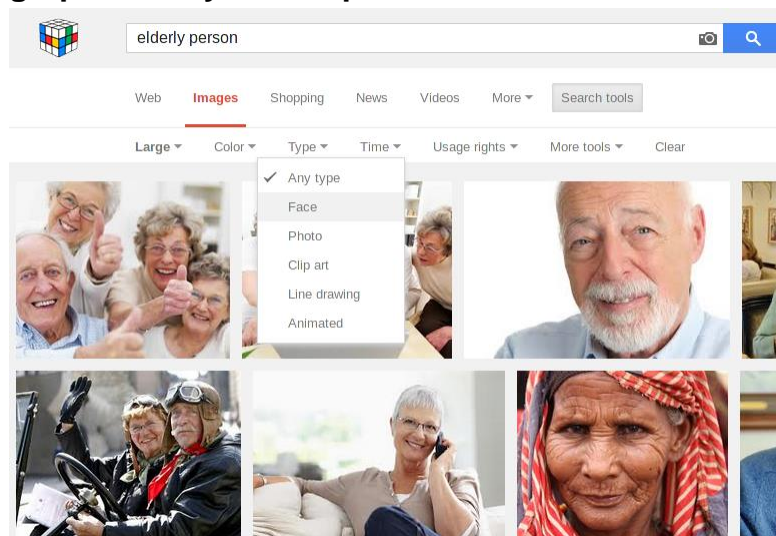 elderly person
Web Images Shopping News Videos More Search tools
Large Color Type Time Usage rights More tools Clear
Any type
Face
Photo
Clip art
Line drawing
Animated